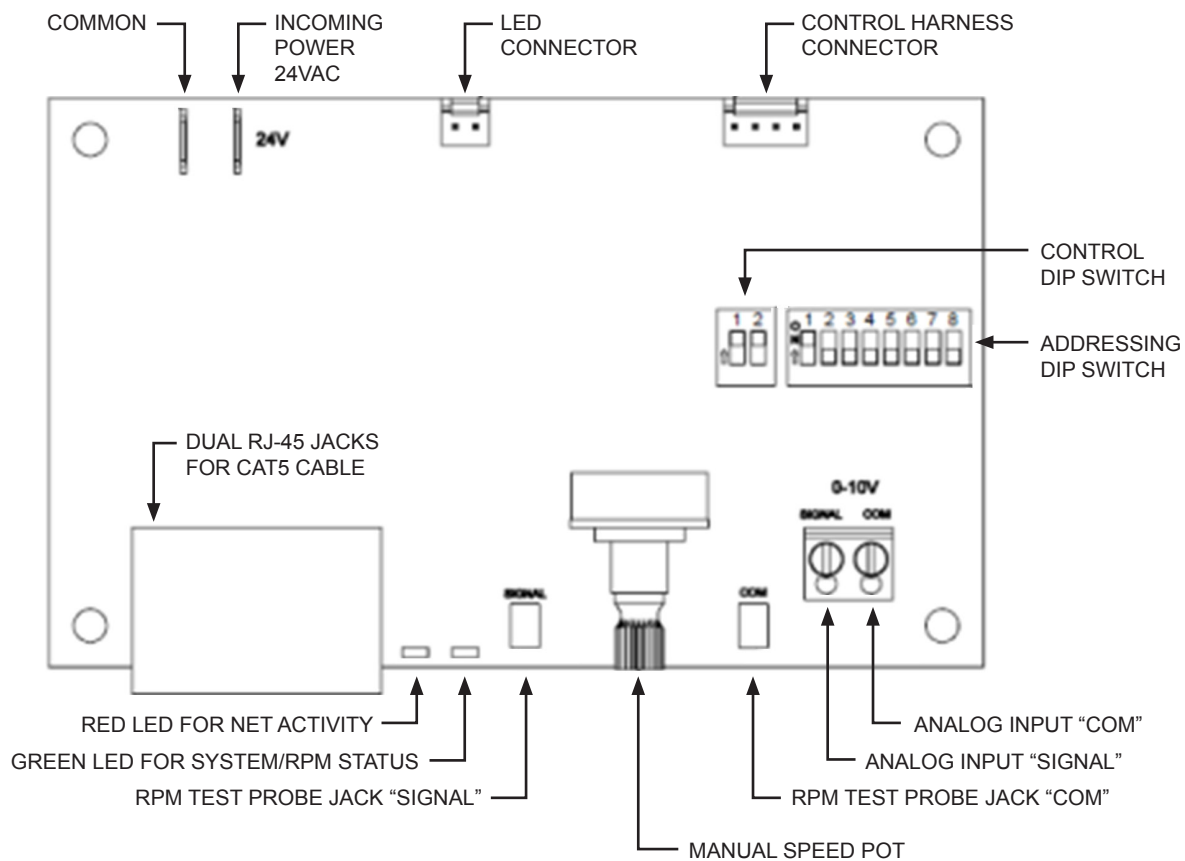 COMMON
INCOMING
POWER
24VAC
LED
CONNECTOR
CONTROL HARNESS
CONNECTOR
24V
CONTROL
DIP SWITCH
1 2
O
N
1 2 3 4 5 6 7 8
ADDRESSING
DIP SWITCH
DUAL RJ-45 JACKS
FOR CAT5 CABLE
0-10V
SIGNAL COM
SIGNAL
COM
RED LED FOR NET ACTIVITY
GREEN LED FOR SYSTEM/RPM STATUS
RPM TEST PROBE JACK “SIGNAL”
ANALOG INPUT “COM”
ANALOG INPUT “SIGNAL”
RPM TEST PROBE JACK “COM”
MANUAL SPEED POT